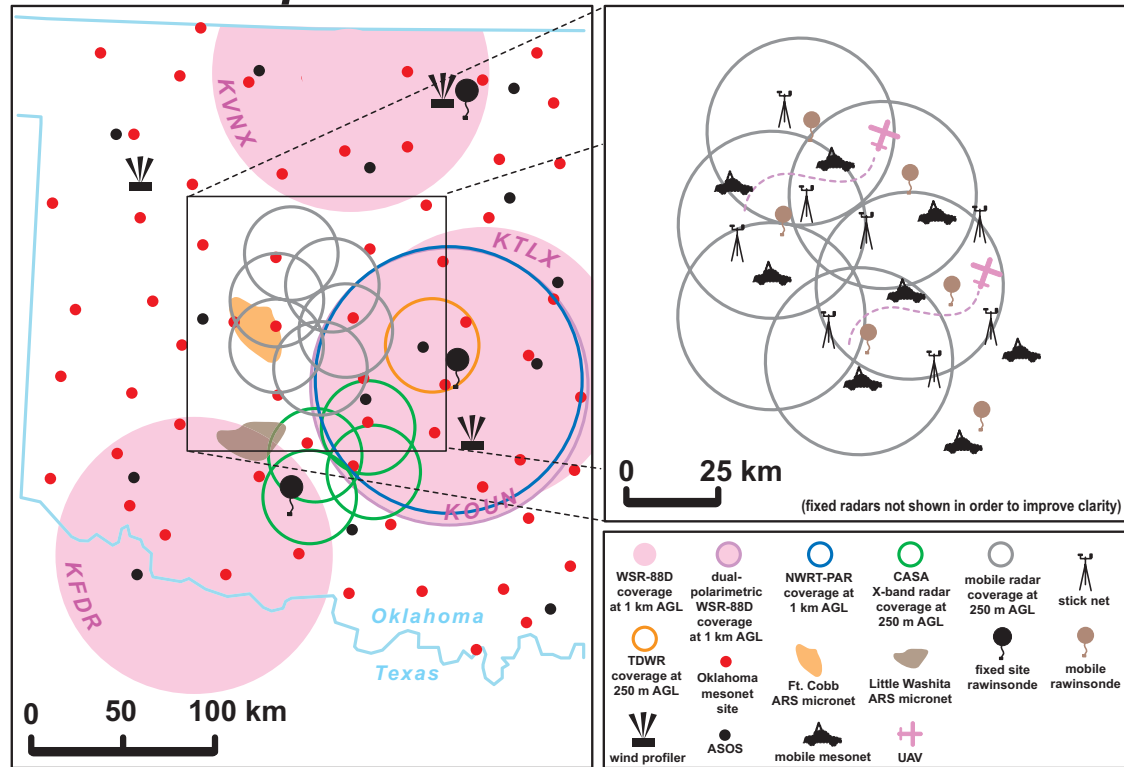 KVNX
KTLX
KOUN
KFDR
Oklahoma
Texas
0 50 100 km
0 25 km
(fixed radars not shown in order to improve clarity)
WSR-88D
coverage
at 1 km AGL
dual-
polarimetric
WSR-88D
coverage
at 1 km AGL
NWRT-PAR
coverage at
1 km AGL
CASA
X-band radar
coverage at
250 m AGL
mobile radar
coverage at
250 m AGL
stick net
TDWR
coverage at
250 m AGL
Oklahoma
mesonet
site
Ft. Cobb
ARS micronet
Little Washita
ARS micronet
fixed site
rawinsonde
mobile
rawinsonde
wind profiler
ASOS
mobile mesonet
UAV